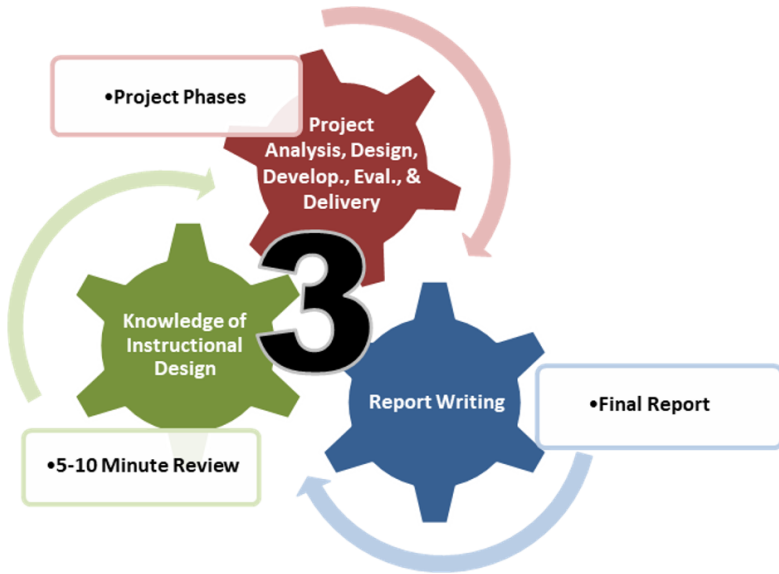 •Project Phases
Project
Analysis, Design,
Develop., Eval., &
Delivery
3
Knowledge of
Instructional
Design
•5-10 Minute Review
Report Writing
•Final Report